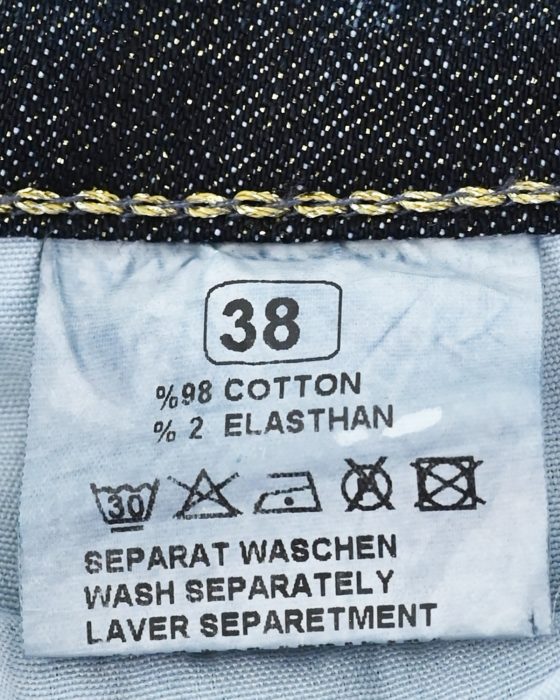 38
%98 COTTON
% 2 ELASTHAN
30
SEPARAT WASCHEN
WASH SEPARATELY
LAVER SEPARETMENT